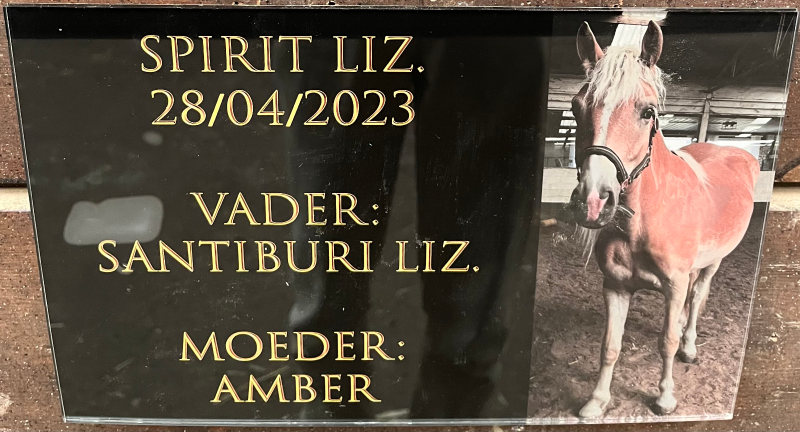 SPIRIT LIZ.
28/04/2023
VADER:
SANTIBURI LIZ.
MOEDER:
AMBER